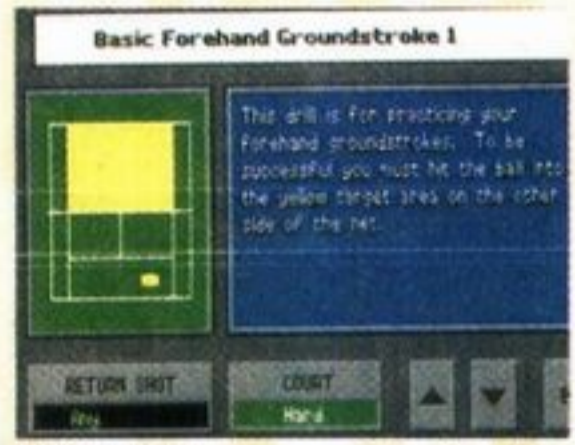 Basic Forehand Groundstroke 1
This drill is for practicing your
forehand groundstrokes. To be
successful you must hit the ball into
the yellow target area on the other
side of the net.
RETURN SHOT
Any
COURT
Hard